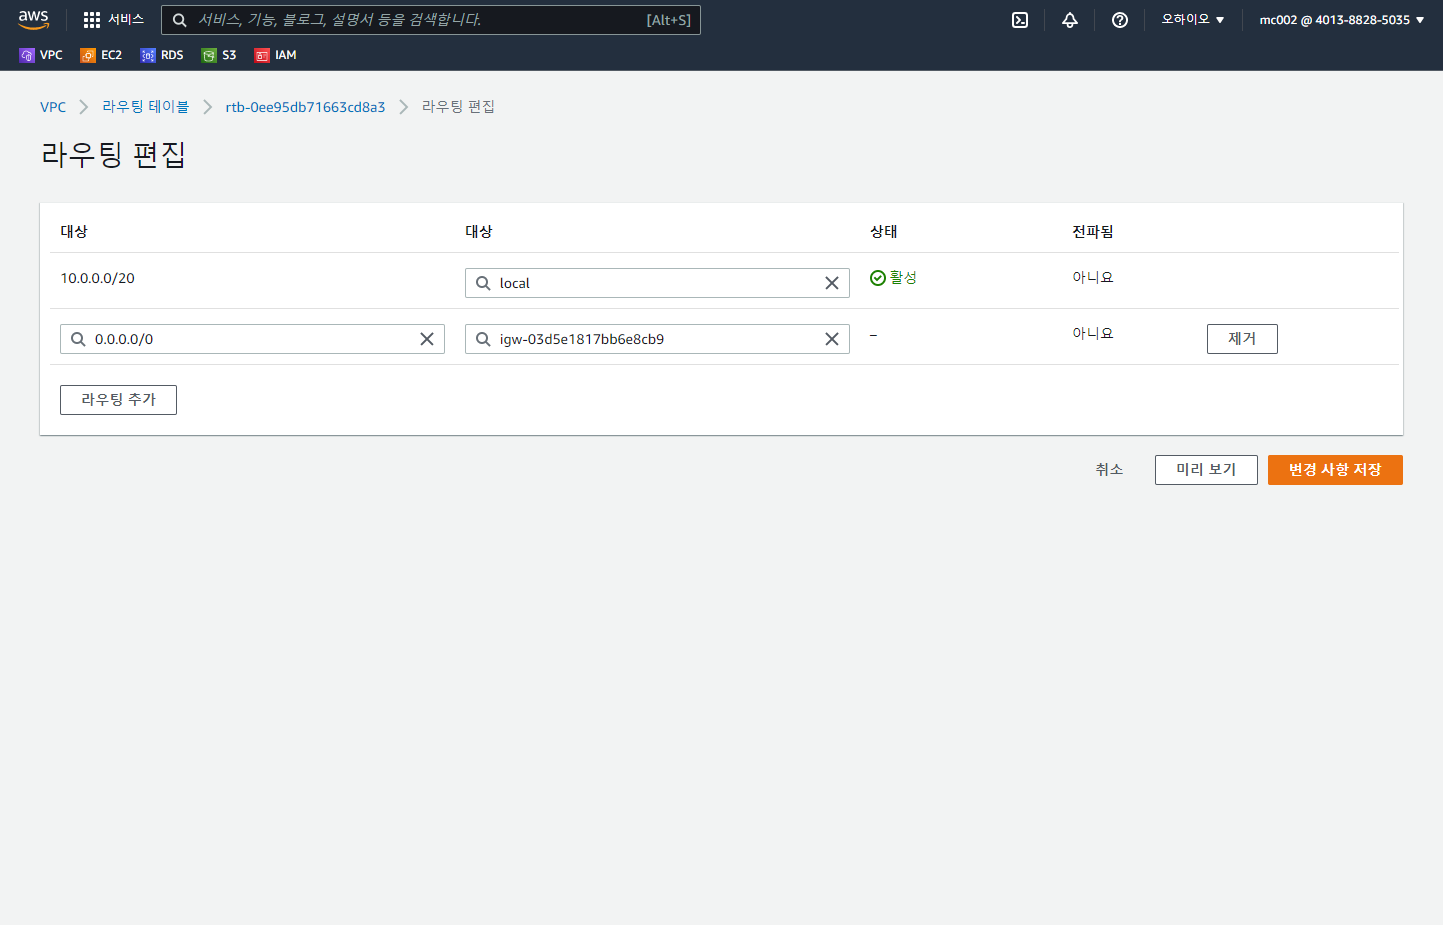 aws 서비스 서비스, 기능, 블로그, 설명서 등을 검색합니다. [Alt+S] 오하이오 mc002 @ 4013-8828-5035
VPC EC2 RDS S3 IAM
VPC 라우팅 테이블 rtb-0ee95db71663cd8a3 라우팅 편집
라우팅 편집
대상 대상 상태 전파됨
10.0.0.0/20 local 활성 아니요
0.0.0.0/0 igw-03d5e1817bb6e8cb9 – 아니요 제거
라우팅 추가
취소 미리 보기 변경 사항 저장